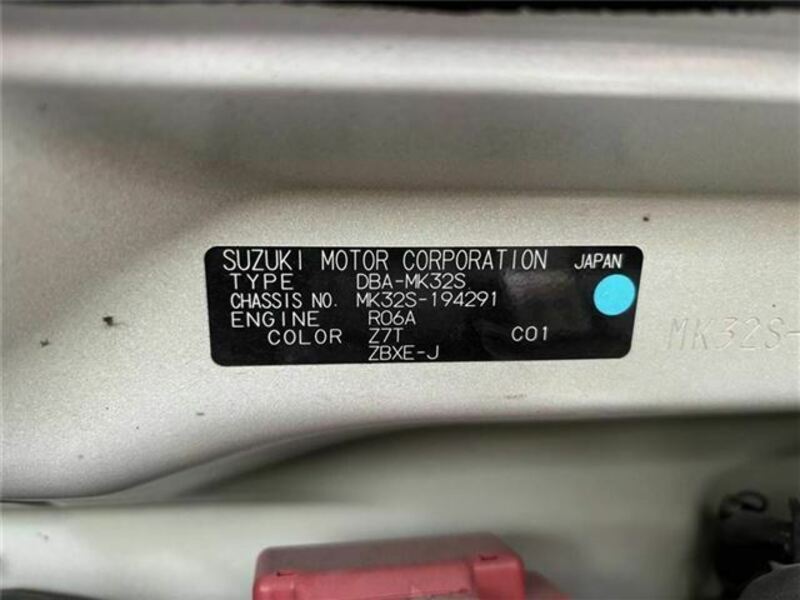 SUZUKI MOTOR CORPORATION JAPAN
TYPE DBA-MK32S
CHASSIS NO. MK32S-194291
ENGINE R06A
COLOR Z7T C01
ZBXE-J
MK32S-